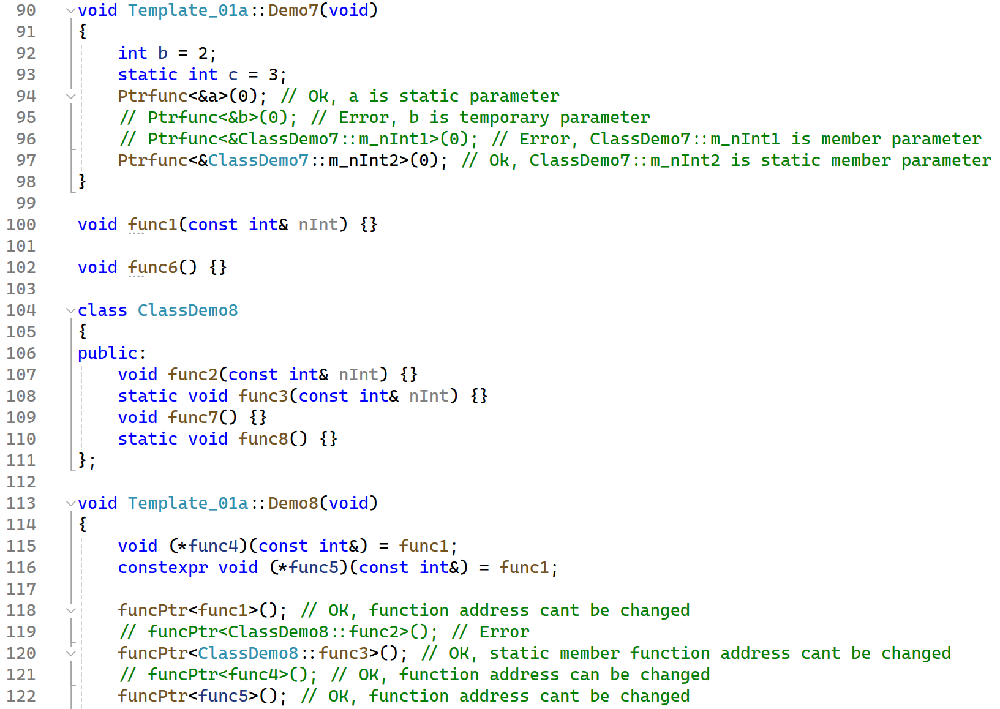 90 void Template_01a::Demo7(void)
91 {
92     int b = 2;
93     static int c = 3;
94     Ptrfunc<&a>(0); // Ok, a is static parameter
95     // Ptrfunc<&b>(0); // Error, b is temporary parameter
96     // Ptrfunc<&ClassDemo7::m_nInt1>(0); // Error, ClassDemo7::m_nInt1 is member parameter
97     Ptrfunc<&ClassDemo7::m_nInt2>(0); // Ok, ClassDemo7::m_nInt2 is static member parameter
98 }
99
100 void func1(const int& nInt) {}
101
102 void func6() {}
103
104 class ClassDemo8
105 {
106 public:
107     void func2(const int& nInt) {}
108     static void func3(const int& nInt) {}
109     void func7() {}
110     static void func8() {}
111 };
112
113 void Template_01a::Demo8(void)
114 {
115     void (*func4)(const int&) = func1;
116     constexpr void (*func5)(const int&) = func1;
117
118     funcPtr<func1>(); // OK, function address cant be changed
119     // funcPtr<ClassDemo8::func2>(); // Error
120     funcPtr<ClassDemo8::func3>(); // OK, static member function address cant be changed
121     // funcPtr<func4>(); // OK, function address can be changed
122     funcPtr<func5>(); // OK, function address cant be changed